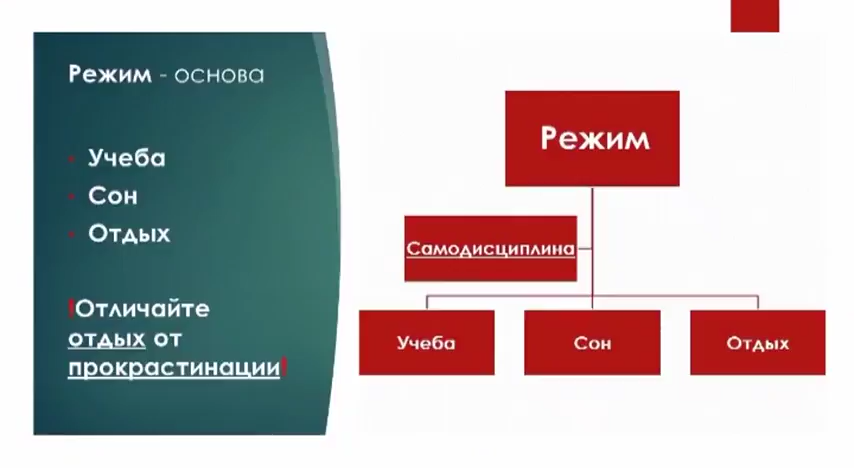 Режим - основа
Учеба
Сон
Отдых
!Отличайте
отдых от
прокрастинации!
Режим
Самодисциплина
Учеба
Сон
Отдых